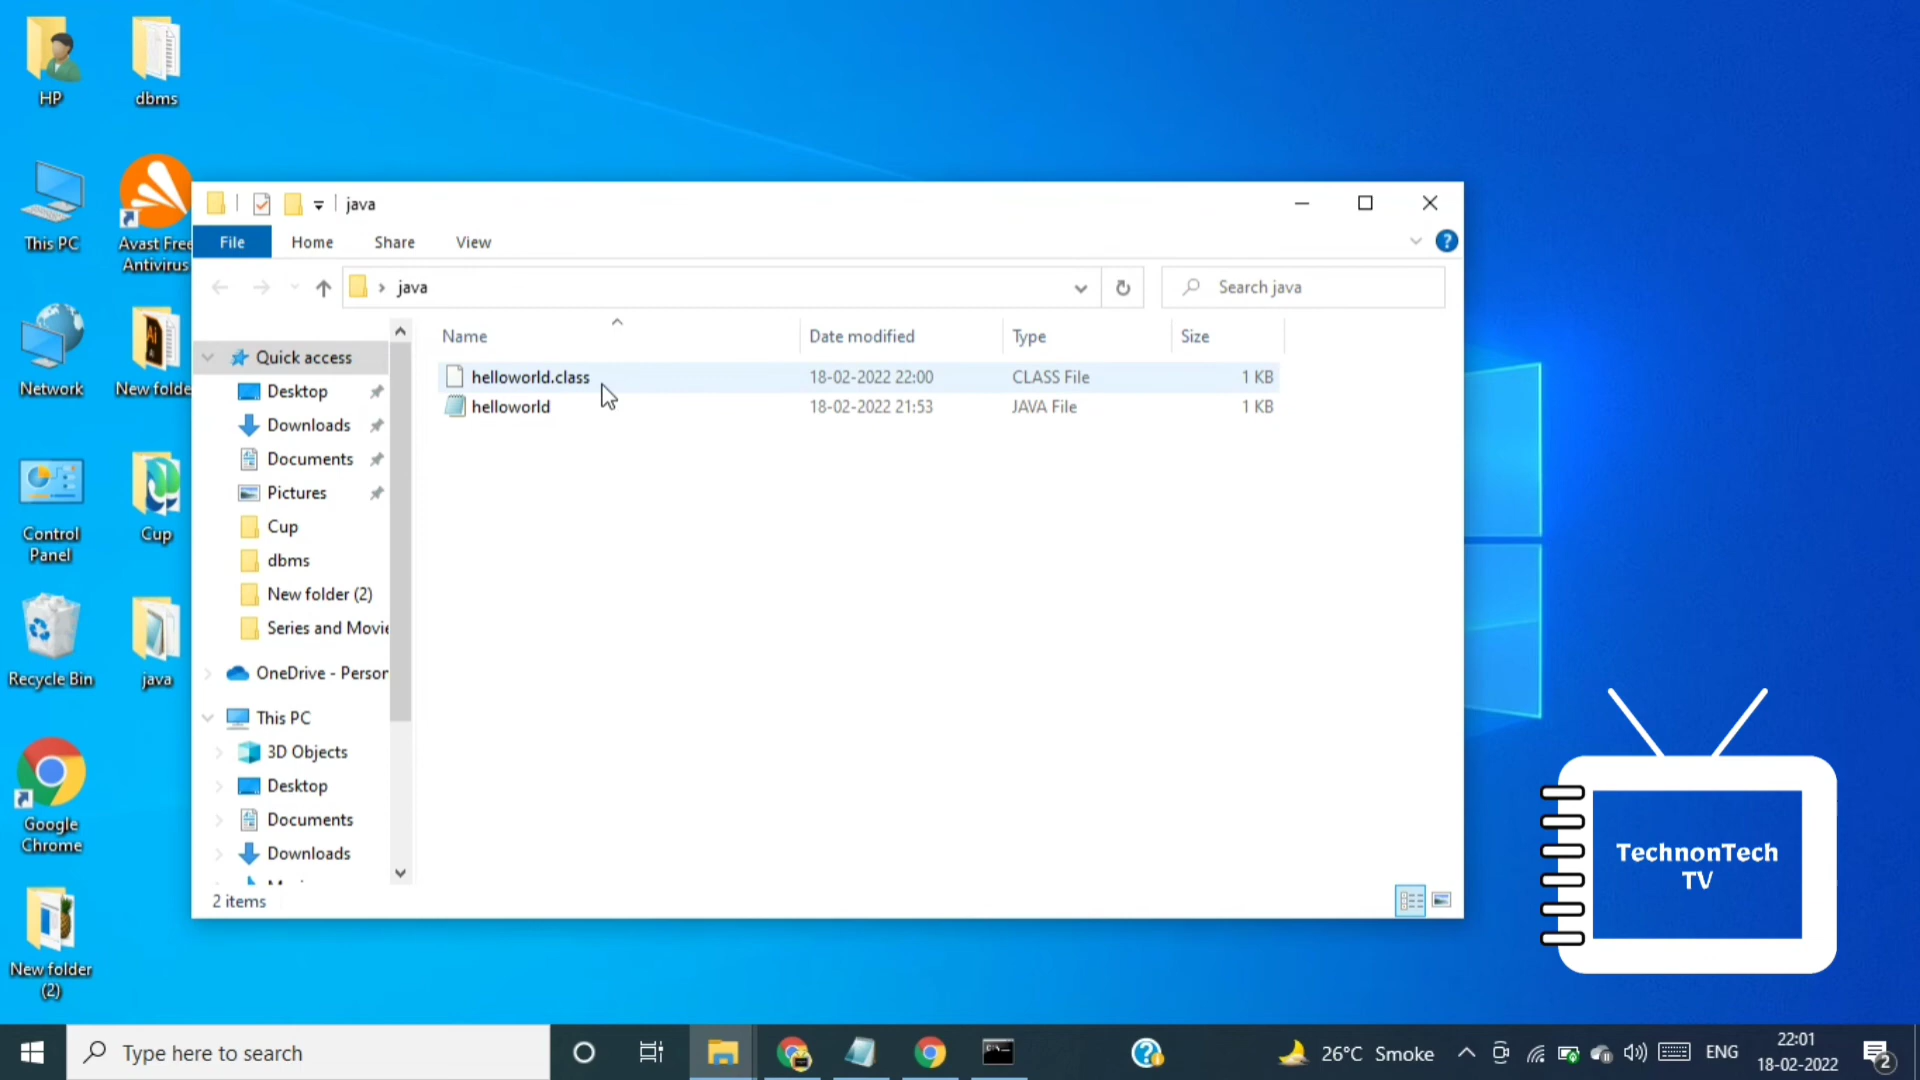 HP
dbms
This PC
Avast Free
Antivirus
Network
New folde
Control
Panel
Cup
Recycle Bin
java
Google
Chrome
New folder
(2)
java
File
Home
Share
View
java
Search java
Name
Date modified
Type
Size
helloworld.class
18-02-2022 22:00
CLASS File
1 KB
helloworld
18-02-2022 21:53
JAVA File
1 KB
Quick access
Desktop
Downloads
Documents
Pictures
Cup
dbms
New folder (2)
Series and Movie
OneDrive - Person
This PC
3D Objects
Desktop
Documents
Downloads
2 items
TechnonTech
TV
Type here to search
26°C Smoke
ENG
22:01
18-02-2022
2